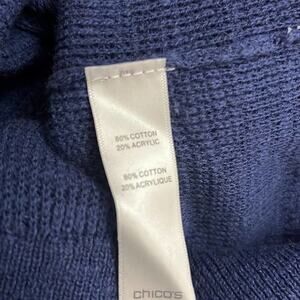 80% COTTON
20% ACRYLIC
80% COTTON
20% ACRYLIQUE
chico's